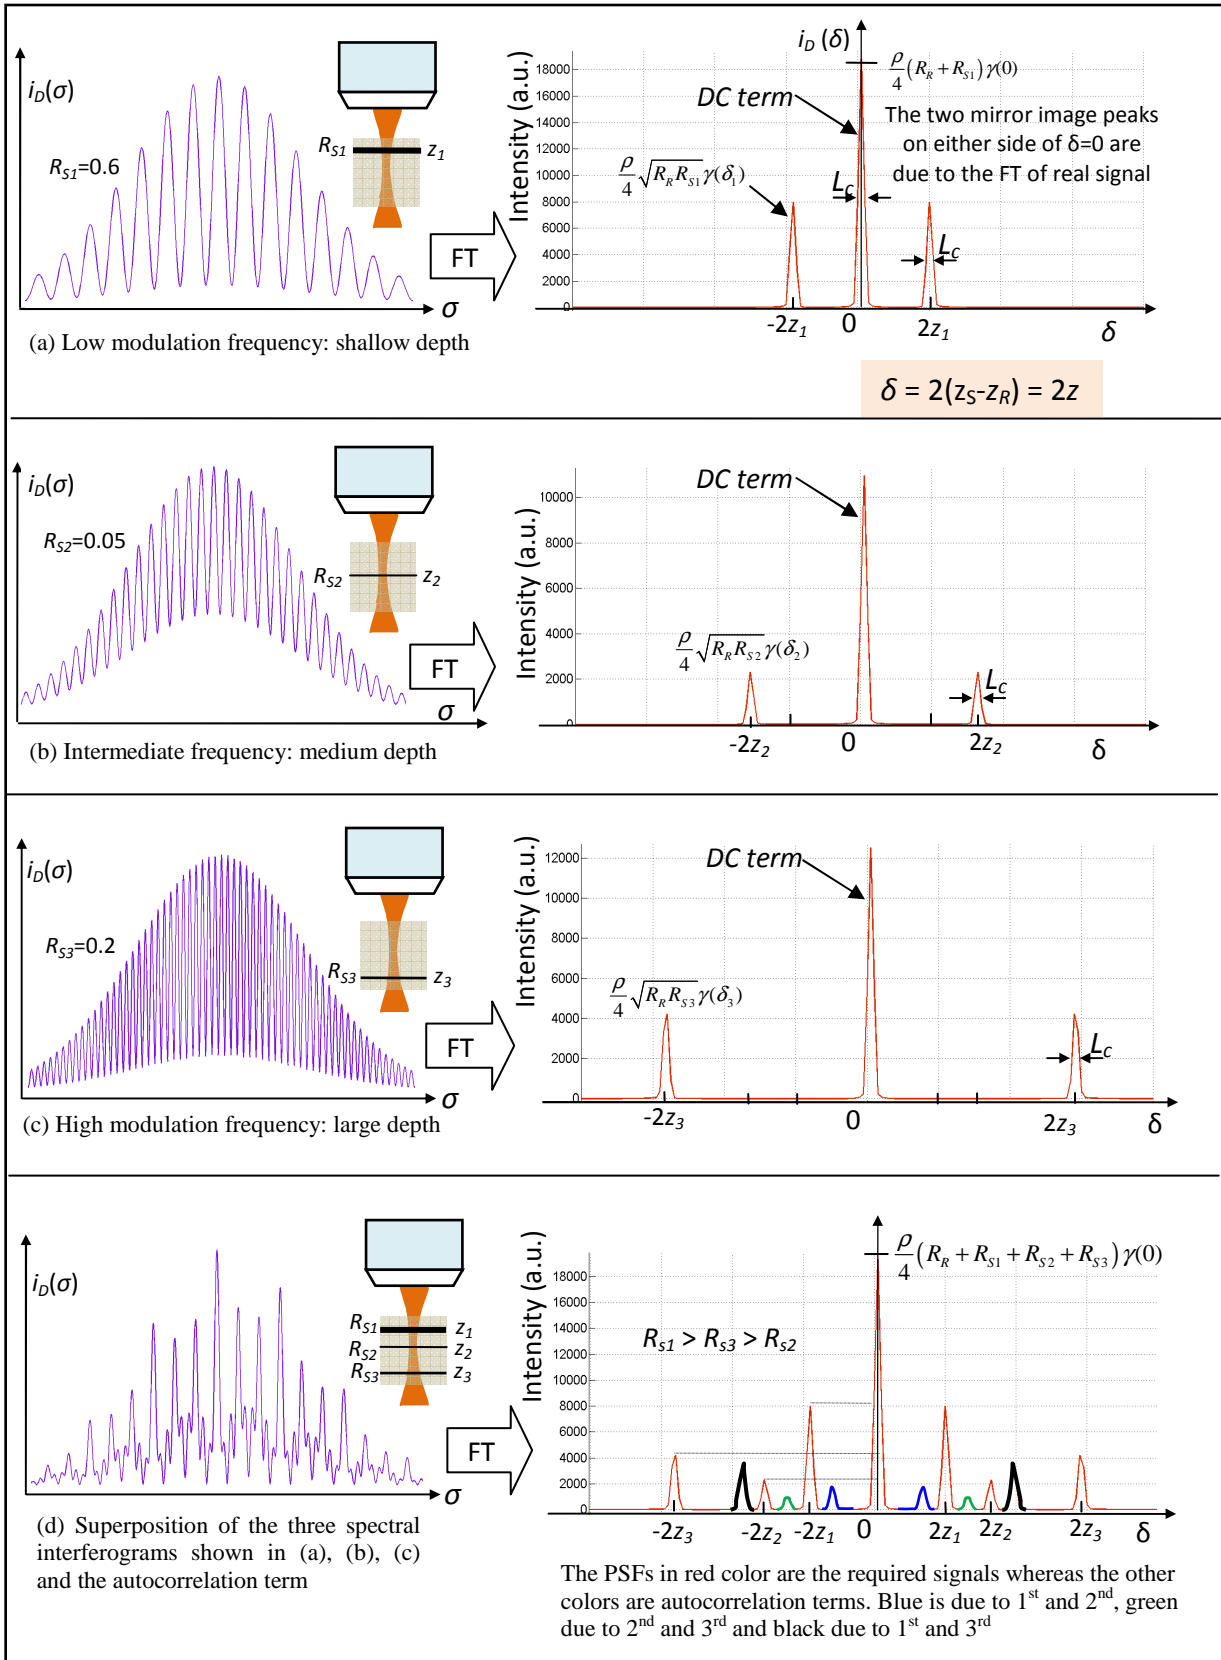 i_D(σ)
R_S1=0.6
R_S1
z_1
σ
FT
(a) Low modulation frequency: shallow depth
i_D (δ)
Intensity (a.u.)
18000
16000
14000
12000
10000
8000
6000
4000
2000
0
ρ/4 (R_R + R_S1) γ(0)
DC term
The two mirror image peaks
on either side of δ=0 are
due to the FT of real signal
ρ/4 √(R_R R_S1) γ(δ_1)
L_C
L_C
-2z_1
0
2z_1
δ
δ = 2(z_S-z_R) = 2z
i_D(σ)
R_S2=0.05
R_S2
z_2
FT
σ
(b) Intermediate frequency: medium depth
Intensity (a.u.)
10000
8000
6000
4000
2000
0
DC term
ρ/4 √(R_R R_S2) γ(δ_2)
L_C
-2z_2
0
2z_2
δ
i_D(σ)
R_S3=0.2
R_S3
z_3
FT
σ
(c) High modulation frequency: large depth
Intensity (a.u.)
12000
10000
8000
6000
4000
2000
0
DC term
ρ/4 √(R_R R_S3) γ(δ_3)
L_C
-2z_3
0
2z_3
δ
i_D(σ)
R_S1
z_1
R_S2
z_2
R_S3
z_3
FT
σ
(d) Superposition of the three spectral
interferograms shown in (a), (b), (c)
and the autocorrelation term
Intensity (a.u.)
18000
16000
14000
12000
10000
8000
6000
4000
2000
0
ρ/4 (R_R + R_S1 + R_S2 + R_S3) γ(0)
R_s1 > R_s3 > R_s2
-2z_3
-2z_2
-2z_1
0
2z_1
2z_2
2z_3
δ
The PSFs in red color are the required signals whereas the other
colors are autocorrelation terms. Blue is due to 1st and 2nd, green
due to 2nd and 3rd and black due to 1st and 3rd